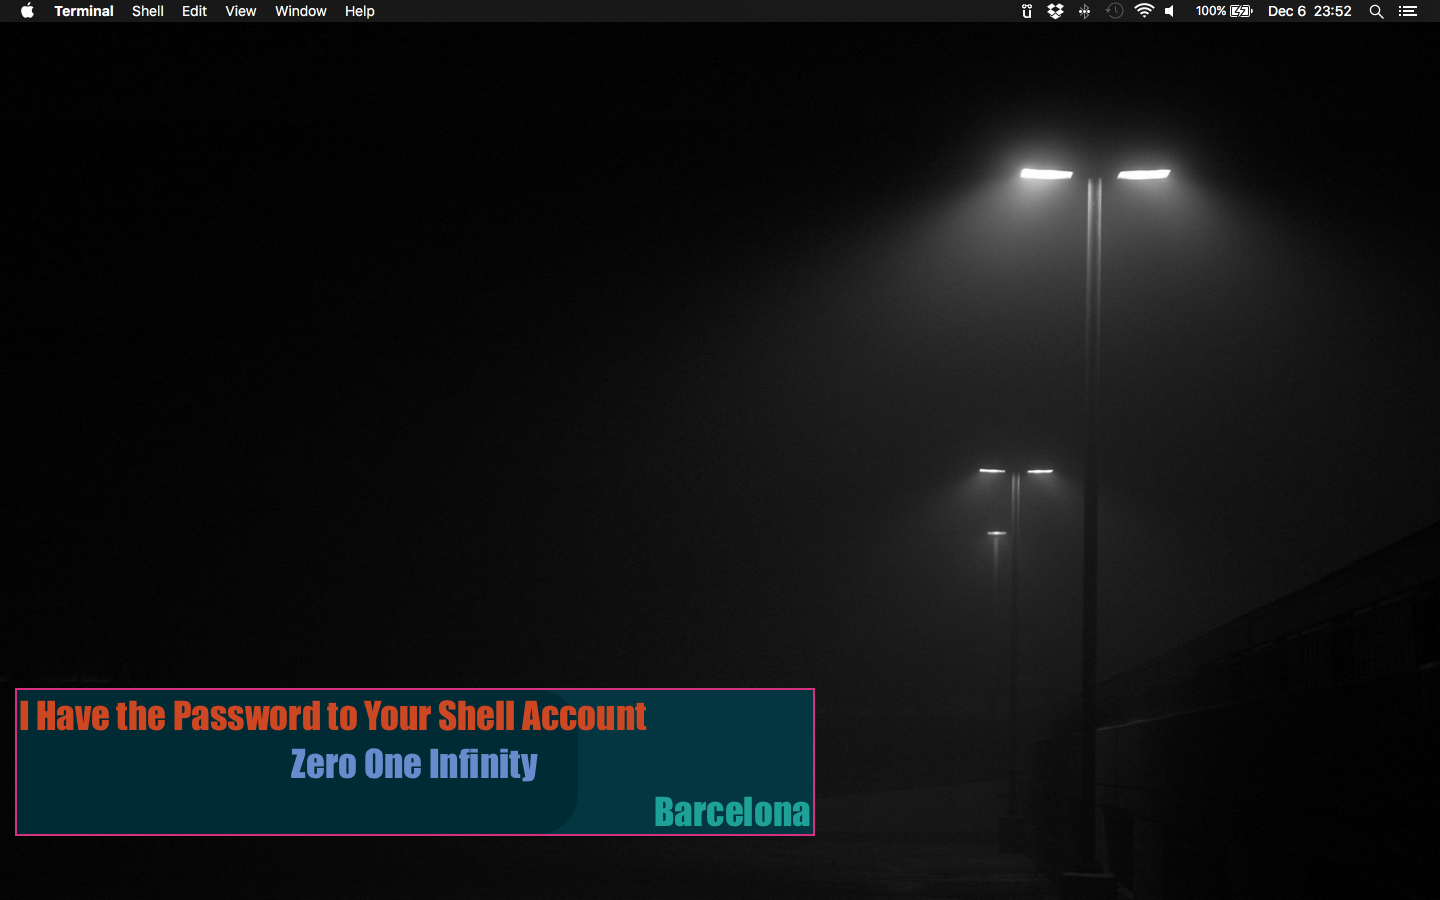 Terminal Shell Edit View Window Help ü 100% Dec 6 23:52
I Have the Password to Your Shell Account
Zero One Infinity
Barcelona